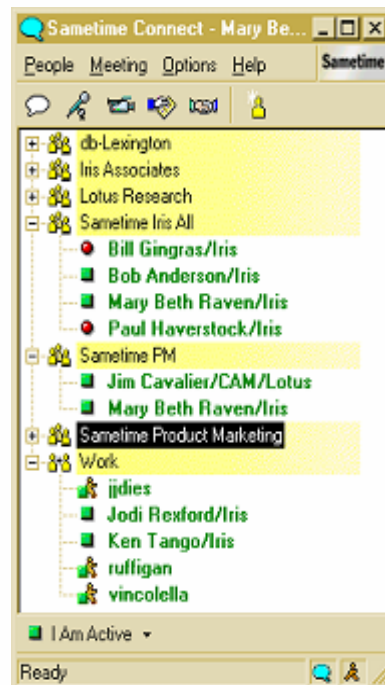 Sametime Connect - Mary Be...
People Meeting Options Help Sametime
db-Lexington
Iris Associates
Lotus Research
Sametime Iris All
Bill Gingras/Iris
Bob Anderson/Iris
Mary Beth Raven/Iris
Paul Haverstock/Iris
Sametime PM
Jim Cavalier/CAM/Lotus
Mary Beth Raven/Iris
Sametime Product Marketing
Work
jjdies
Jodi Rexford/Iris
Ken Tango/Iris
ruffigan
vincolella
I Am Active
Ready